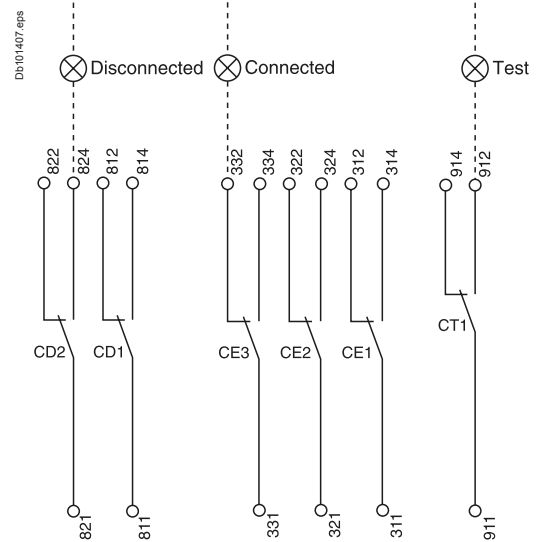 Db101407.eps
Disconnected
Connected
Test
822
824
812
814
332
334
322
324
312
314
914
912
CD2
CD1
CE3
CE2
CE1
CT1
821
811
331
321
311
911